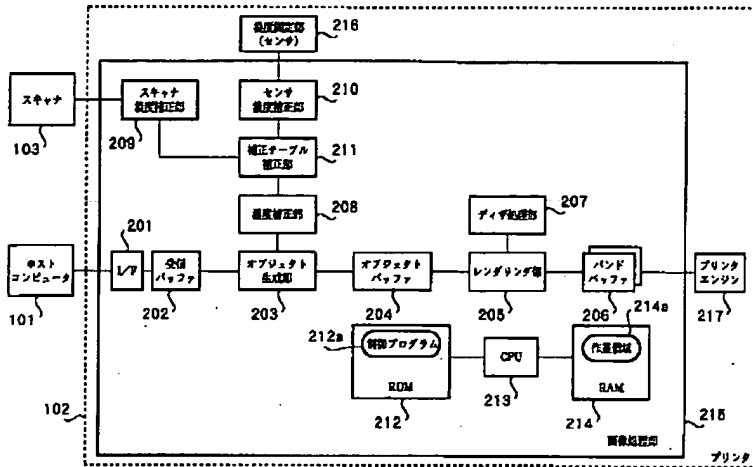 濃度測定部
(センサ)
216
スキャナ
103
スキャナ
濃度補正部
209
センサ
濃度補正部
210
補正テーブル
補正部
211
濃度補正部
208
ディザ処理部
207
ホスト
コンピュータ
101
201
I/F
受信
バッファ
202
オブジェクト
生成部
203
オブジェクト
バッファ
204
レンダリング部
205
バンド
バッファ
206
プリンタ
エンジン
217
212a
制御プログラム
ROM
212
CPU
213
214a
作業領域
RAM
214
102
215
画像処理部
プリンタ